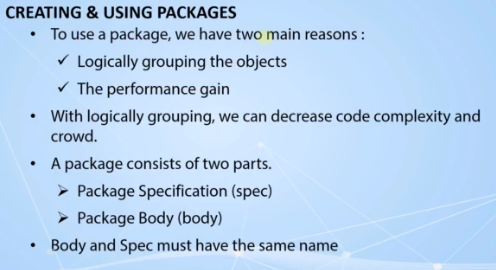 CREATING & USING PACKAGES
• To use a package, we have two main reasons :
✓ Logically grouping the objects
✓ The performance gain
• With logically grouping, we can decrease code complexity and
crowd.
• A package consists of two parts.
➢ Package Specification (spec)
➢ Package Body (body)
• Body and Spec must have the same name